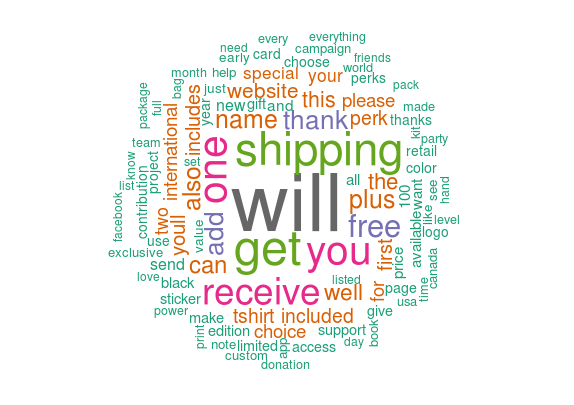 every everything
need campaign
early card choose friends
month help special your world
package bag just website perks pack
full year new gift and this please made
international includes name thank perk thanks kit party
team one shipping retail
know project set also color
list contribution will all the 100 want see hand
facebook two youll add plus free available like level
use value get you logo
exclusive send can receive first price canada
love black well listed for page usa time
sticker tshirt included give
power make choice support book
print edition access day
note limited app
custom
donation